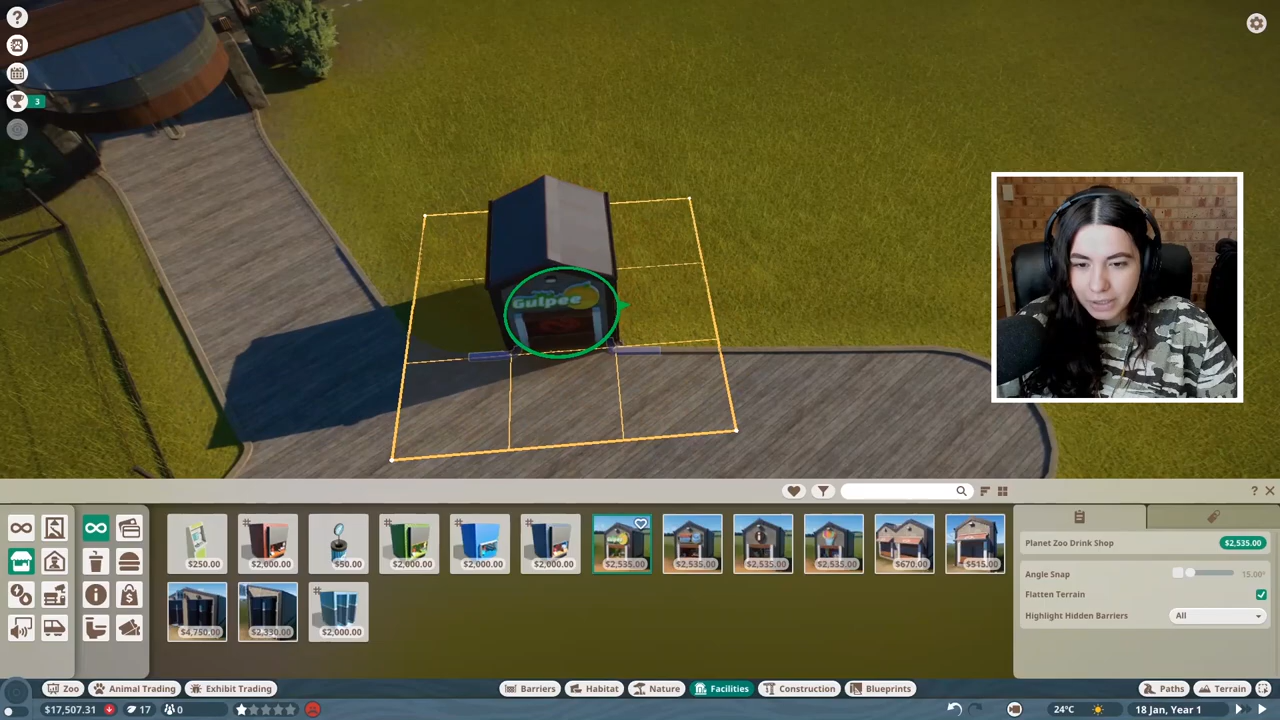 ?
3
Gulpee
? ×
$250.00
$2,000.00
$50.00
$2,000.00
$2,000.00
$2,000.00
$2,535.00
$2,535.00
$2,535.00
$2,535.00
$670.00
$515.00
$4,750.00
$2,330.00
$2,000.00
Planet Zoo Drink Shop
$2,535.00
Angle Snap
15.00°
Flatten Terrain
Highlight Hidden Barriers
All
Zoo
Animal Trading
Exhibit Trading
Barriers
Habitat
Nature
Facilities
Construction
Blueprints
Paths
Terrain
$17,507.31
17
0
24°C
18 Jan, Year 1